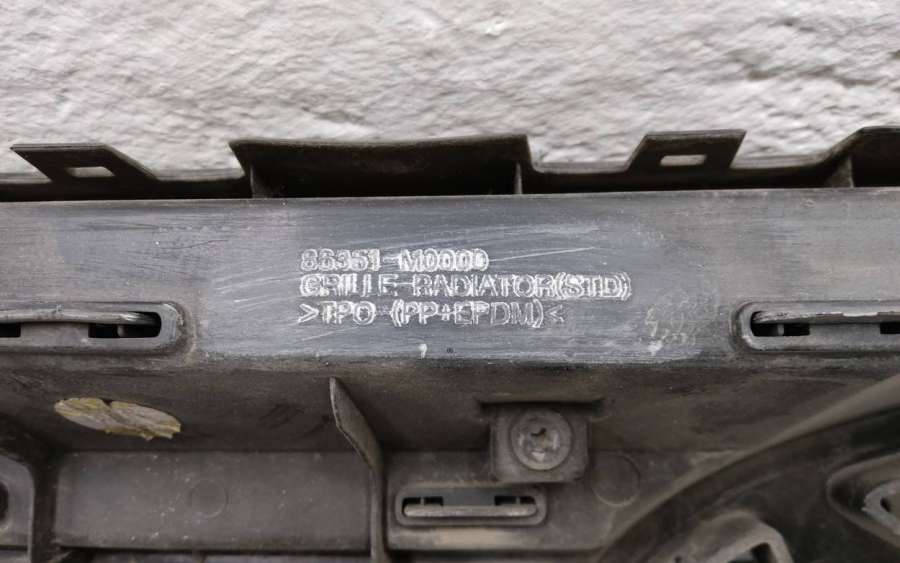 86351-M0000
GRILLE-RADIATOR(STD)
>TPO (PP+EPDM)<